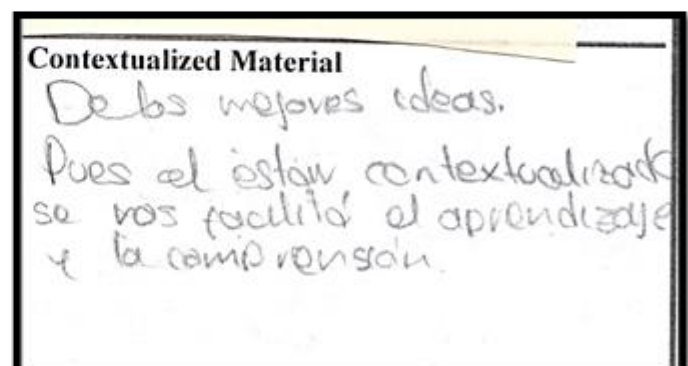 Contextualized Material
De las mejores ideas.
Pues al estar contextualizado
se nos facilitó el aprendizaje
y la comprensión.